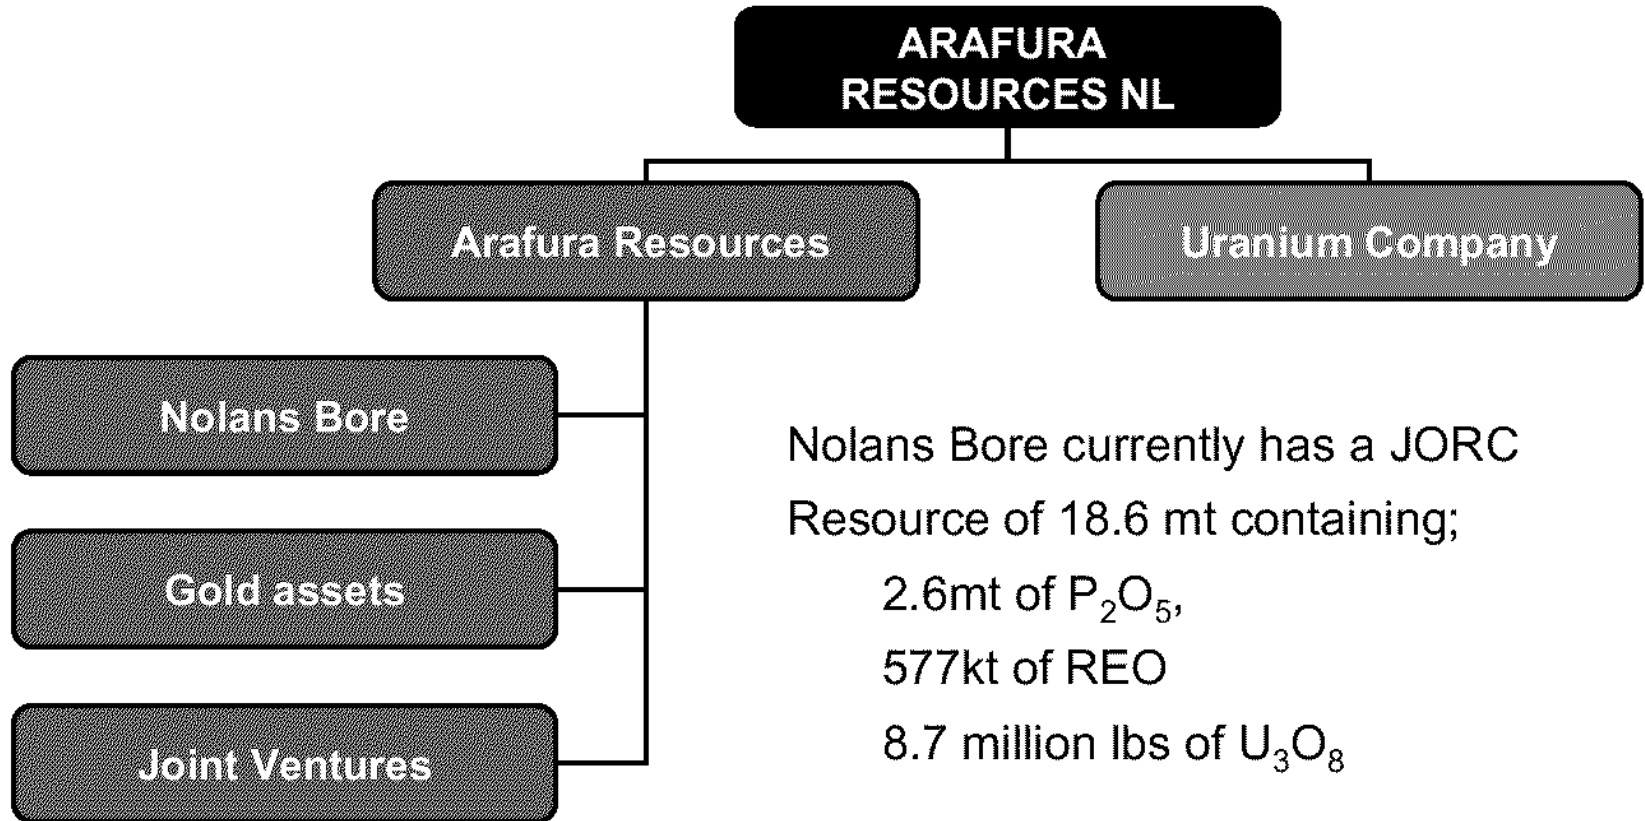 ARAFURA
RESOURCES NL
Arafura Resources
Uranium Company
Nolans Bore
Gold assets
Joint Ventures
Nolans Bore currently has a JORC
Resource of 18.6 mt containing;
2.6mt of P₂O₅,
577kt of REO
8.7 million lbs of U₃O₈